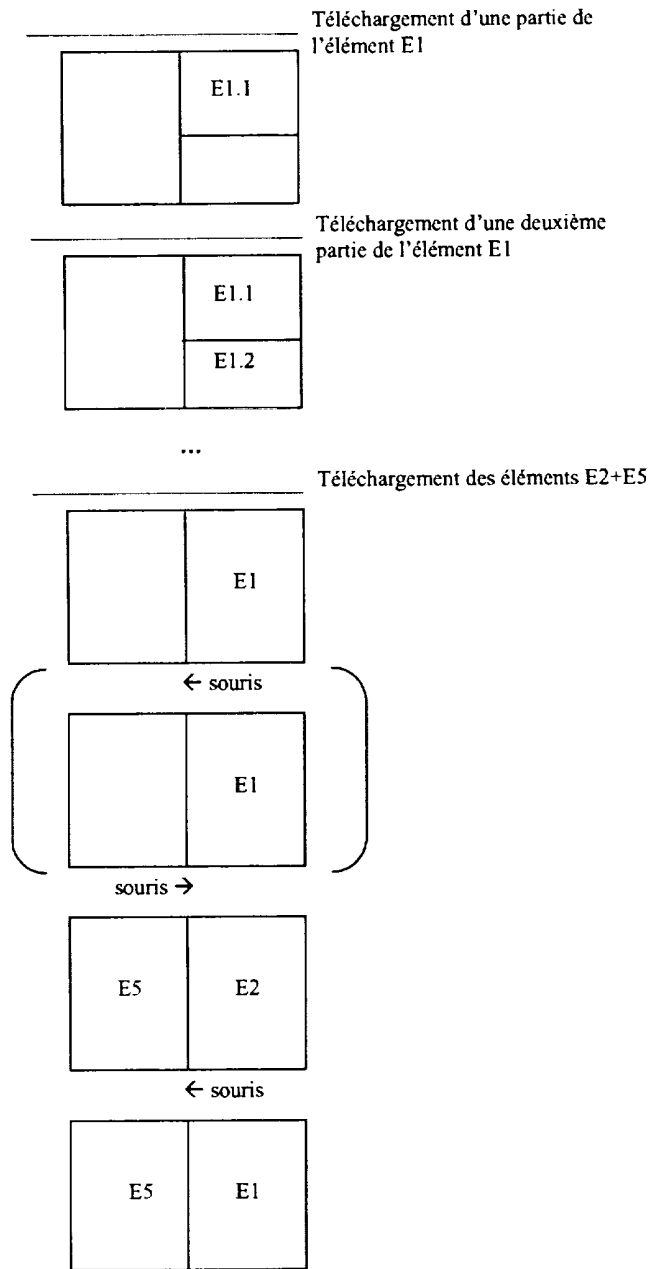 Téléchargement d'une partie de
l'élément E1
E1.1
Téléchargement d'une deuxième
partie de l'élément E1
E1.1
E1.2
...
Téléchargement des éléments E2+E5
E1
← souris
E1
souris →
E5 E2
← souris
E5 E1